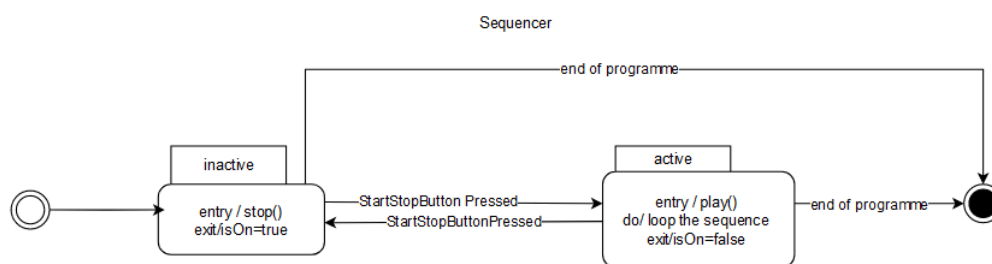 Sequencer
end of programme
inactive
active
entry / stop()
exit/isOn=true
StartStopButton Pressed
StartStopButtonPressed
entry / play()
do/ loop the sequence
exit/isOn=false
end of programme